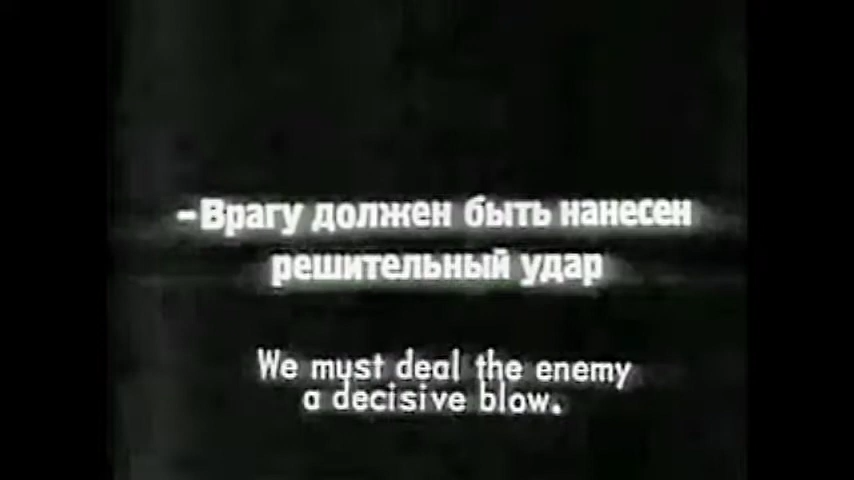 -Врагу должен быть нанесен
решительный удар
We must deal the enemy
a decisive blow.